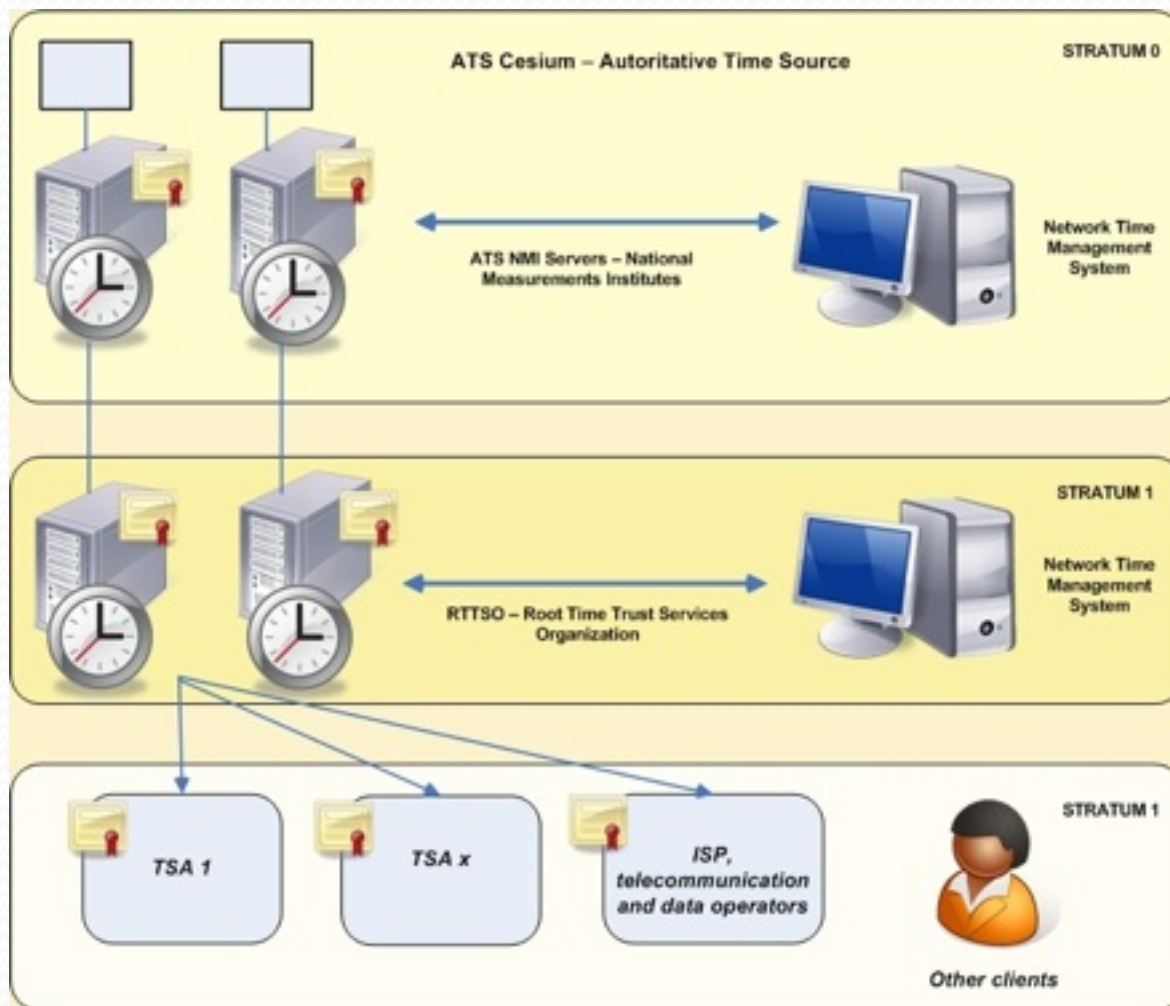 ATS Cesium – Autoritative Time Source
STRATUM 0
ATS NMI Servers – National
Measurements Institutes
Network Time
Management
System
STRATUM 1
RTTSO – Root Time Trust Services
Organization
Network Time
Management
System
STRATUM 1
TSA 1
TSA x
ISP,
telecommunication
and data operators
Other clients